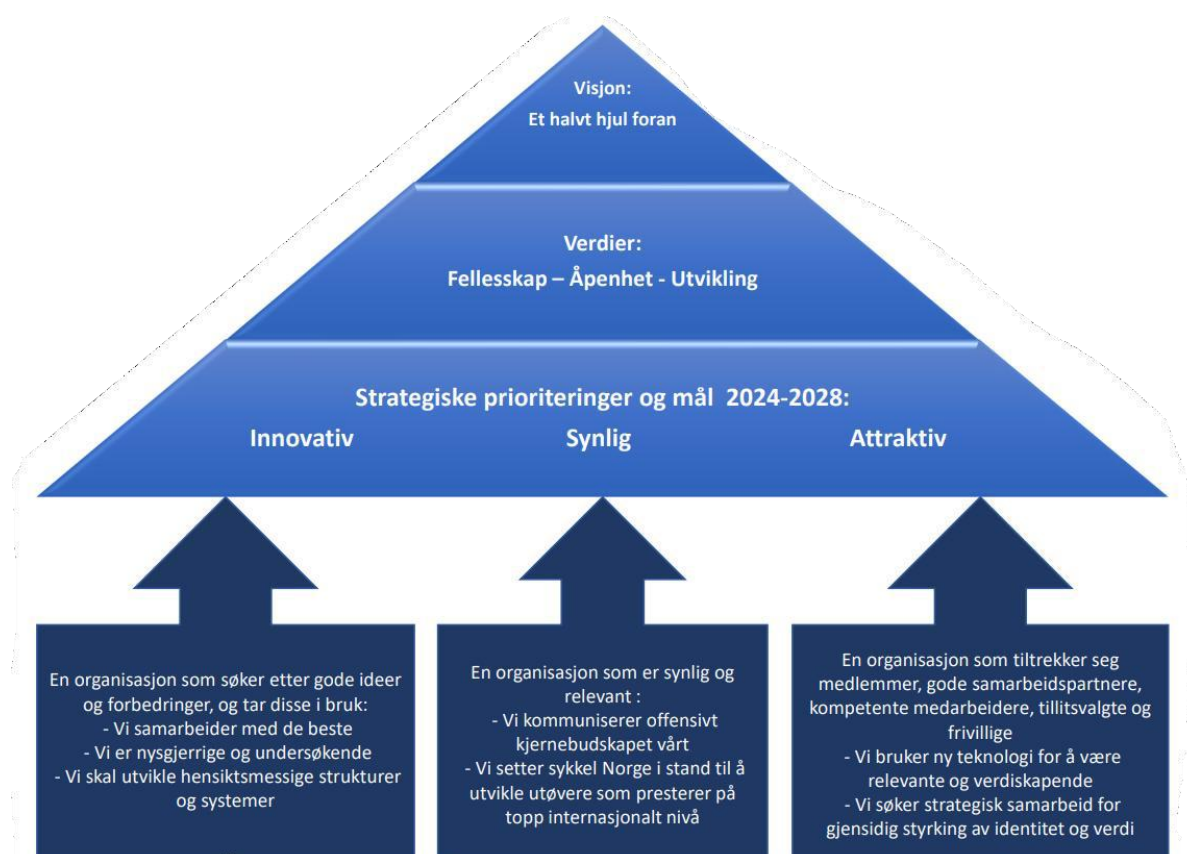 Visjon:
Et halvt hjul foran
Verdier:
Fellesskap – Åpenhet - Utvikling
Strategiske prioriteringer og mål  2024-2028:
Innovativ
Synlig
Attraktiv
En organisasjon som søker etter gode ideer
og forbedringer, og tar disse i bruk:
- Vi samarbeider med de beste
- Vi er nysgjerrige og undersøkende
- Vi skal utvikle hensiktsmessige strukturer
og systemer
En organisasjon som er synlig og
relevant :
- Vi kommuniserer offensivt
kjernebudskapet vårt
- Vi setter sykkel Norge i stand til å
utvikle utøvere som presterer på
topp internasjonalt nivå
En organisasjon som tiltrekker seg
medlemmer, gode samarbeidspartnere,
kompetente medarbeidere, tillitsvalgte og
frivillige
- Vi bruker ny teknologi for å være
relevante og verdiskapende
- Vi søker strategisk samarbeid for
gjensidig styrking av identitet og verdi